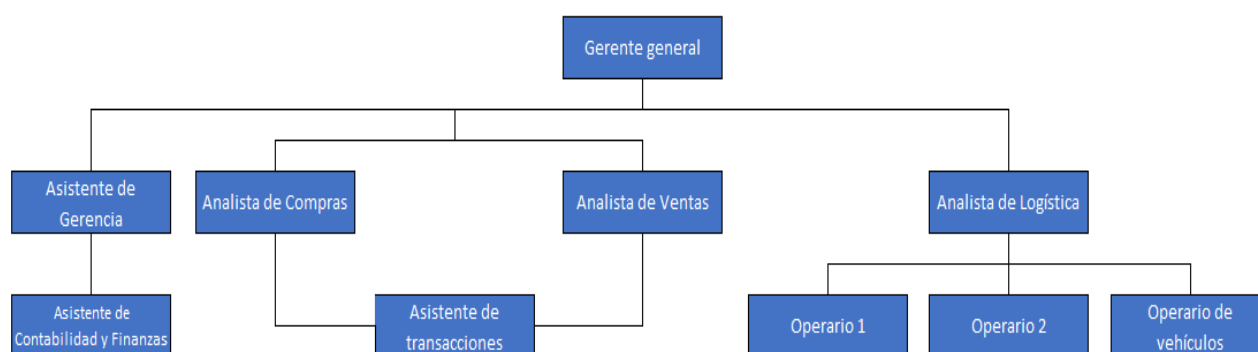 Gerente general
Asistente de
Gerencia
Analista de Compras
Analista de Ventas
Analista de Logística
Asistente de
Contabilidad y Finanzas
Asistente de
transacciones
Operario 1
Operario 2
Operario de
vehículos